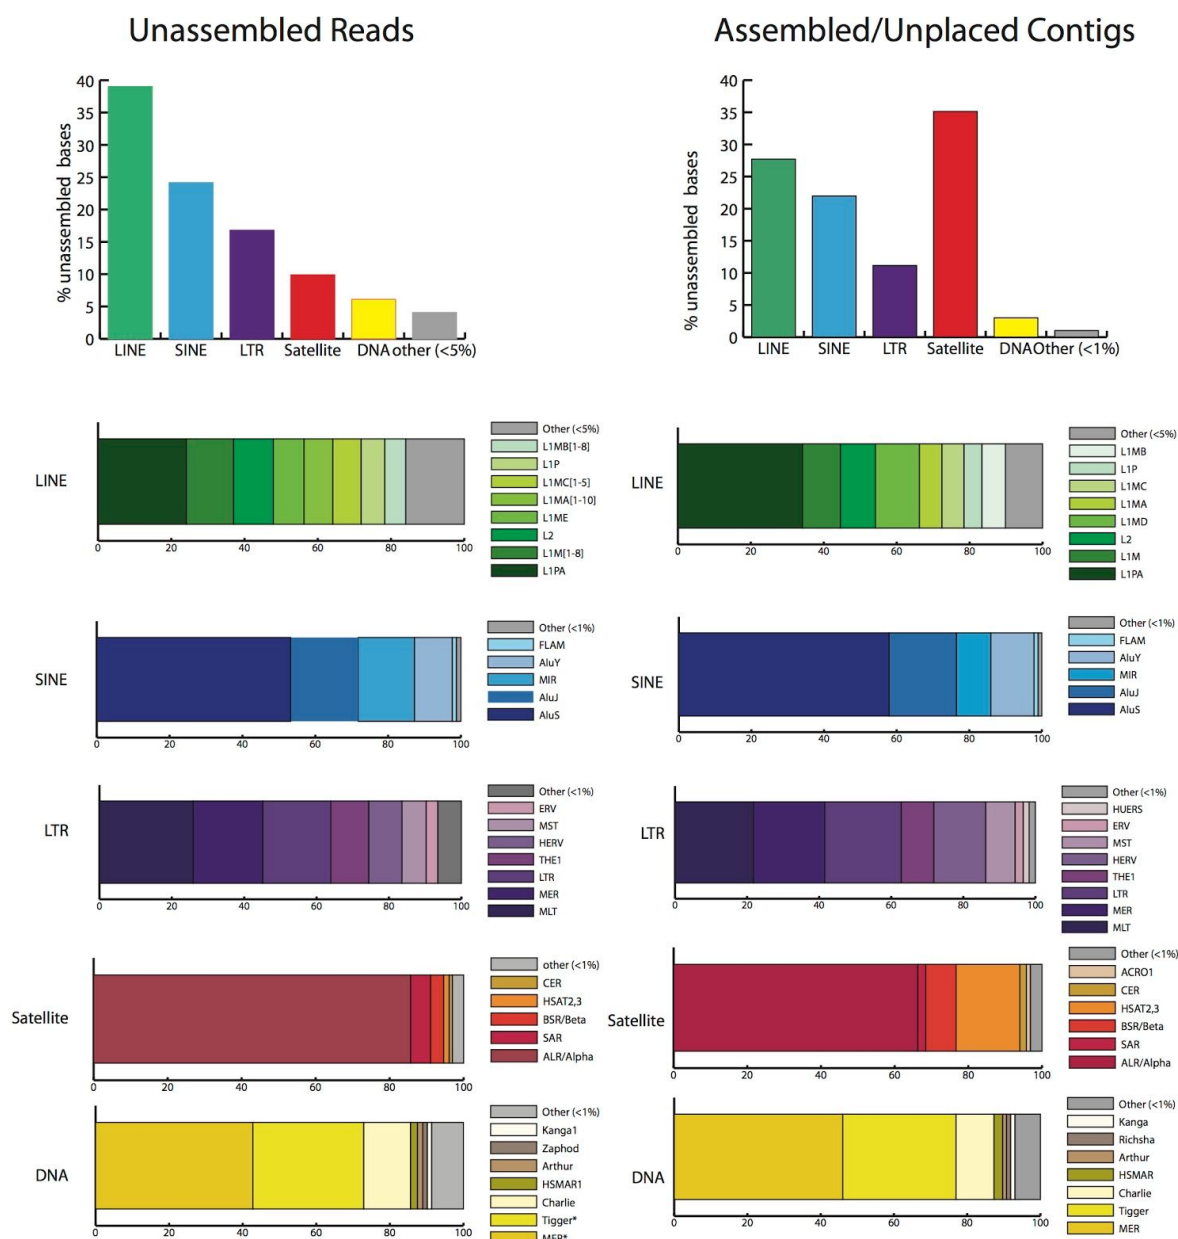 Unassembled Reads
Assembled/Unplaced Contigs
% unassembled bases
40
35
30
25
20
15
10
5
0
LINE SINE LTR Satellite DNA other (<5%)
% unassembled bases
40
35
30
25
20
15
10
5
0
LINE SINE LTR Satellite DNA Other (<1%)
LINE
0 20 40 60 80 100
Other (<5%)
L1MB[1-8]
L1P
L1MC[1-5]
L1MA[1-10]
L1ME
L2
L1M[1-8]
L1PA
LINE
0 20 40 60 80 100
Other (<5%)
L1MB
L1P
L1MC
L1MA
L1MD
L2
L1M
L1PA
SINE
0 20 40 60 80 100
Other (<1%)
FLAM
AluY
MIR
AluJ
AluS
SINE
0 20 40 60 80 100
Other (<1%)
FLAM
AluY
MIR
AluJ
AluS
LTR
0 20 40 60 80 100
Other (<1%)
ERV
MST
HERV
THE1
LTR
MER
MLT
LTR
0 20 40 60 80 100
Other (<1%)
HUERS
ERV
MST
HERV
THE1
LTR
MER
MLT
Satellite
0 20 40 60 80 100
other (<1%)
CER
HSAT2,3
BSR/Beta
SAR
ALR/Alpha
Satellite
0 20 40 60 80 100
Other (<1%)
ACRO1
CER
HSAT2,3
BSR/Beta
SAR
ALR/Alpha
DNA
0 20 40 60 80 100
Other (<1%)
Kanga1
Zaphod
Arthur
HSMAR1
Charlie
Tigger*
MER*
DNA
0 20 40 60 80 100
Other (<1%)
Kanga
Richsha
Arthur
HSMAR
Charlie
Tigger
MER